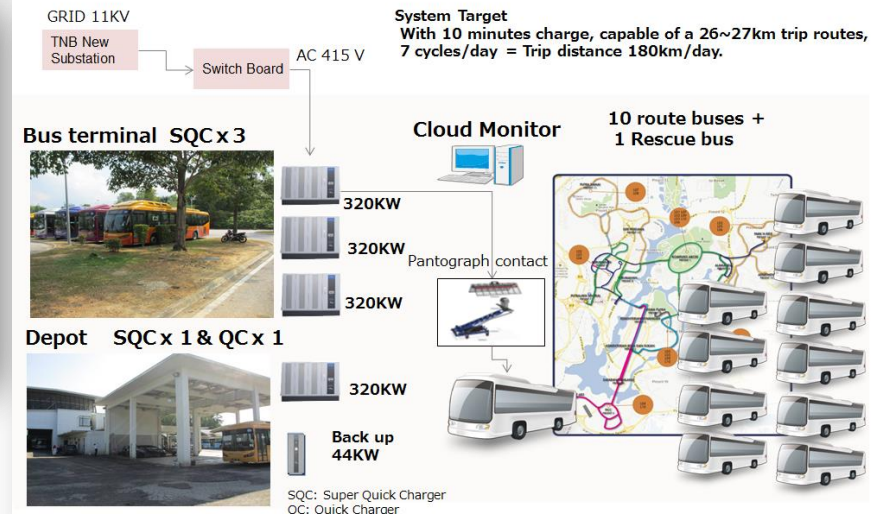 GRID 11KV
TNB New
Substation
Switch Board
AC 415 V
System Target
With 10 minutes charge, capable of a 26~27km trip routes,
7 cycles/day = Trip distance 180km/day.
Bus terminal SQC x 3
320KW
320KW
320KW
Cloud Monitor
Pantograph contact
10 route buses +
1 Rescue bus
Depot SQC x 1 & QC x 1
320KW
Back up
44KW
SQC: Super Quick Charger
QC: Quick Charger